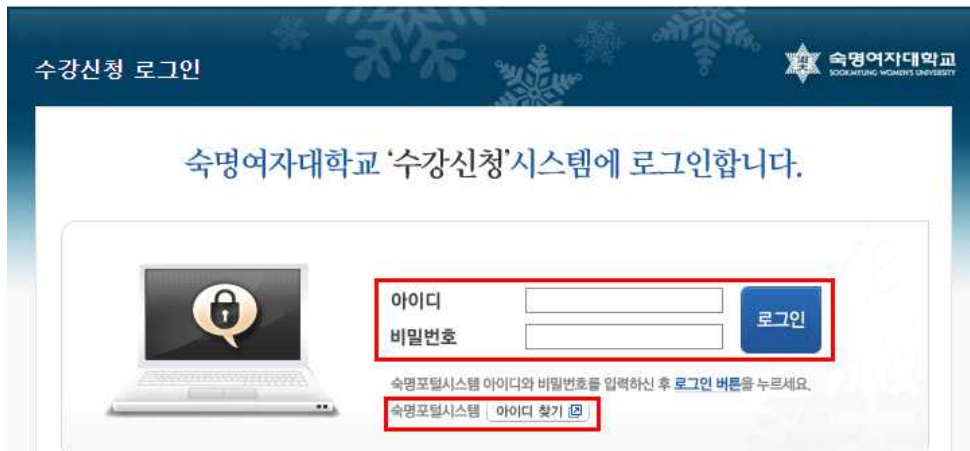 수강신청 로그인
숙명여자대학교
SOOKMYUNG WOMEN'S UNIVERSITY
숙명여자대학교 '수강신청'시스템에 로그인합니다.
아이디
비밀번호
로그인
숙명포털시스템 아이디와 비밀번호를 입력하신 후 로그인 버튼을 누르세요.
숙명포털시스템 아이디 찾기